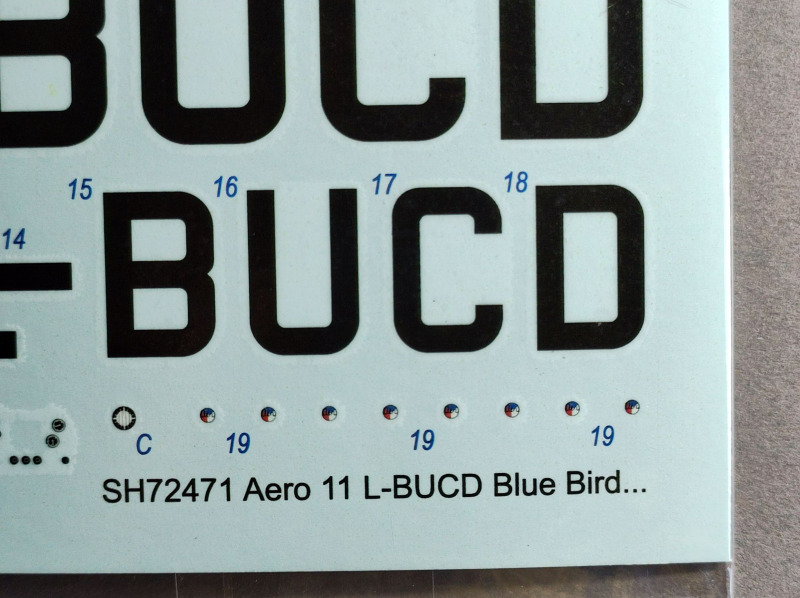 BUCD
15 16 17 18
14
BUCD
C 19 19 19
SH72471 Aero 11 L-BUCD Blue Bird...